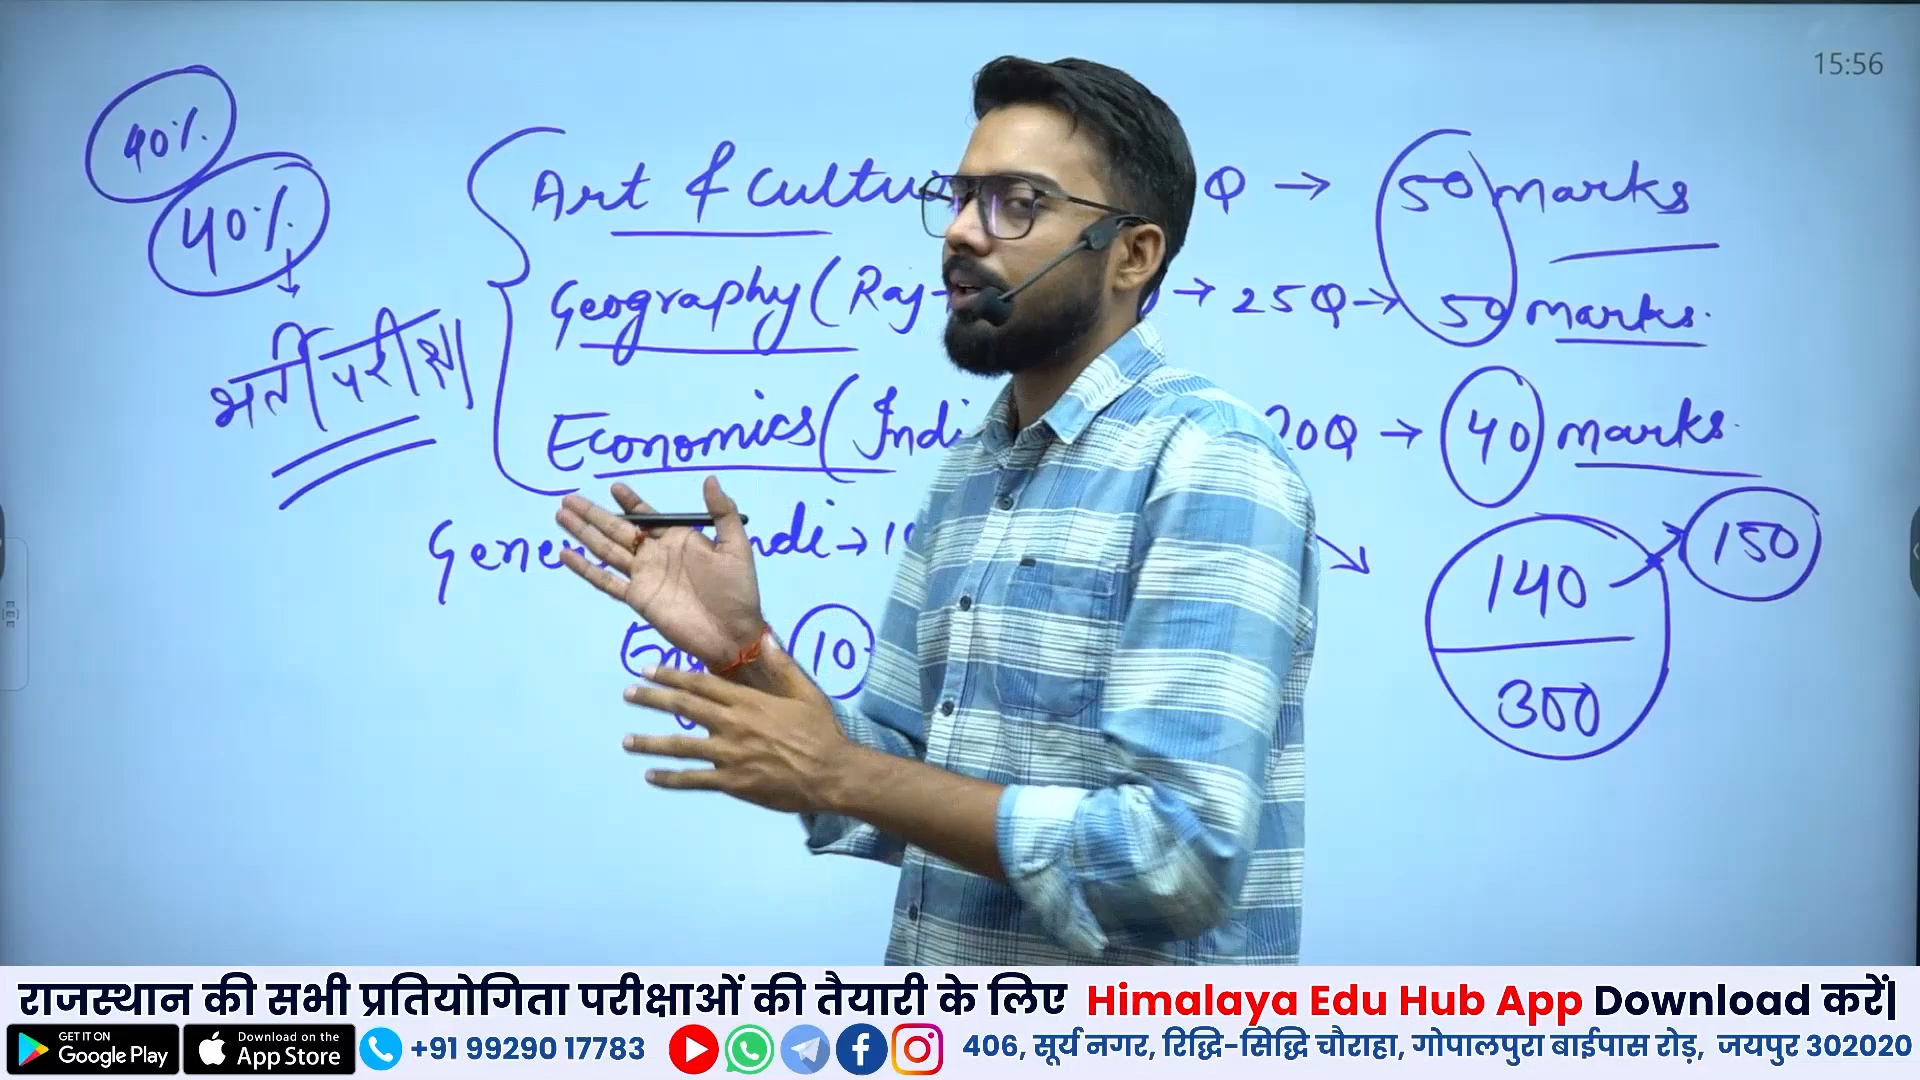 15:56
40%
40%
भर्ती परीक्षा
Art & Cultu Q → 50 marks
Geography (Raj → 25Q → 50 marks.
Economics (Indi 20Q → 40 marks.
Gene ndi → 1
140 → 150
300
Eng 10
राजस्थान की सभी प्रतियोगिता परीक्षाओं की तैयारी के लिए Himalaya Edu Hub App Download करें|
GET IT ON Google Play Download on the App Store +91 99290 17783 406, सूर्य नगर, रिद्धि-सिद्धि चौराहा, गोपालपुरा बाईपास रोड़, जयपुर 302020